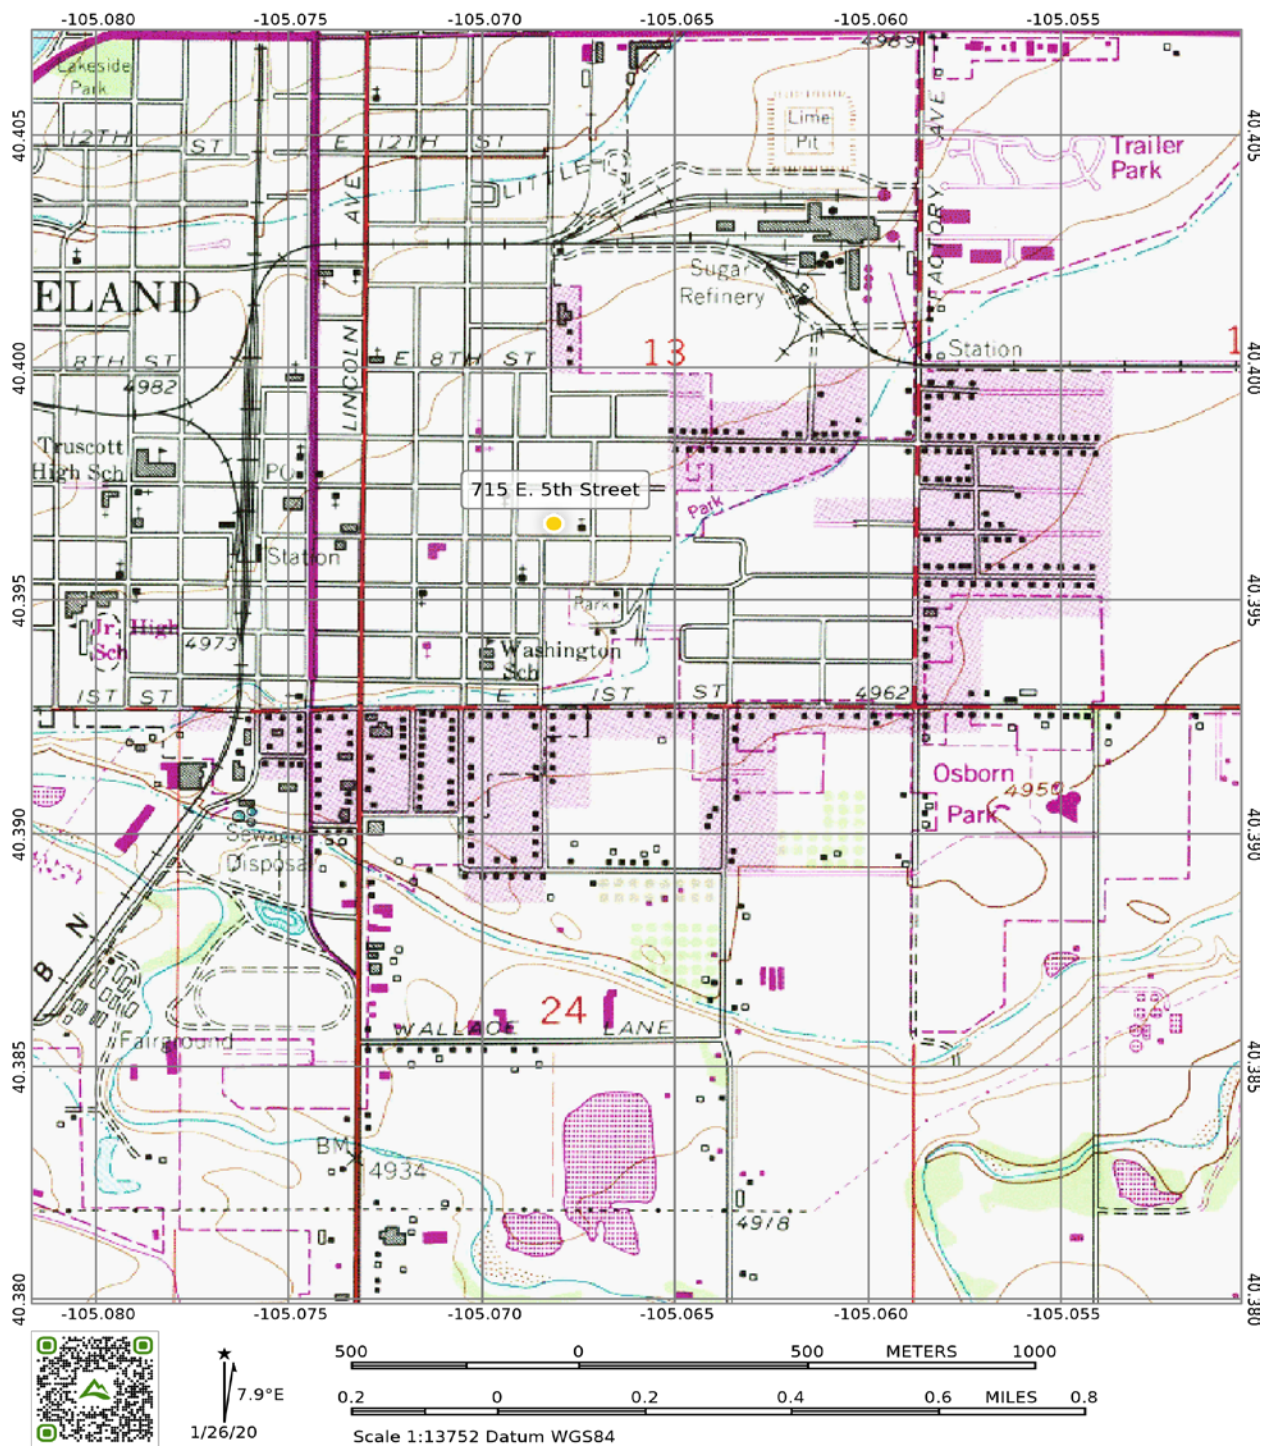 -105.080 -105.075 -105.070 -105.065 -105.060 -105.055
4989
Lakeside
Park
Lime
Pit
AVE
40.405
40.405
12TH ST
E 12TH ST
Trailer
Park
LITTLE
AVE
FACTORY
Sugar
Refinery
ELAND
LINCOLN
13
Station
1
8TH ST
E 8TH ST
40.400
40.400
4982
Truscott
High Sch
PO
715 E. 5th Street
Park
Station
40.395
40.395
Park
Jr High
Sch
4973
Washington
Sch
1ST ST
E 1ST ST
4962
Osborn
Park
4950
40.390
40.390
Sewage
Disposal
N
B
24
WALLACE LANE
Fairground
40.385
40.385
BM
4934
4918
40.380
40.380
-105.080 -105.075 -105.070 -105.065 -105.060 -105.055
500 0 500 METERS 1000
7.9°E
0.2 0 0.2 0.4 0.6 MILES 0.8
1/26/20
Scale 1:13752 Datum WGS84